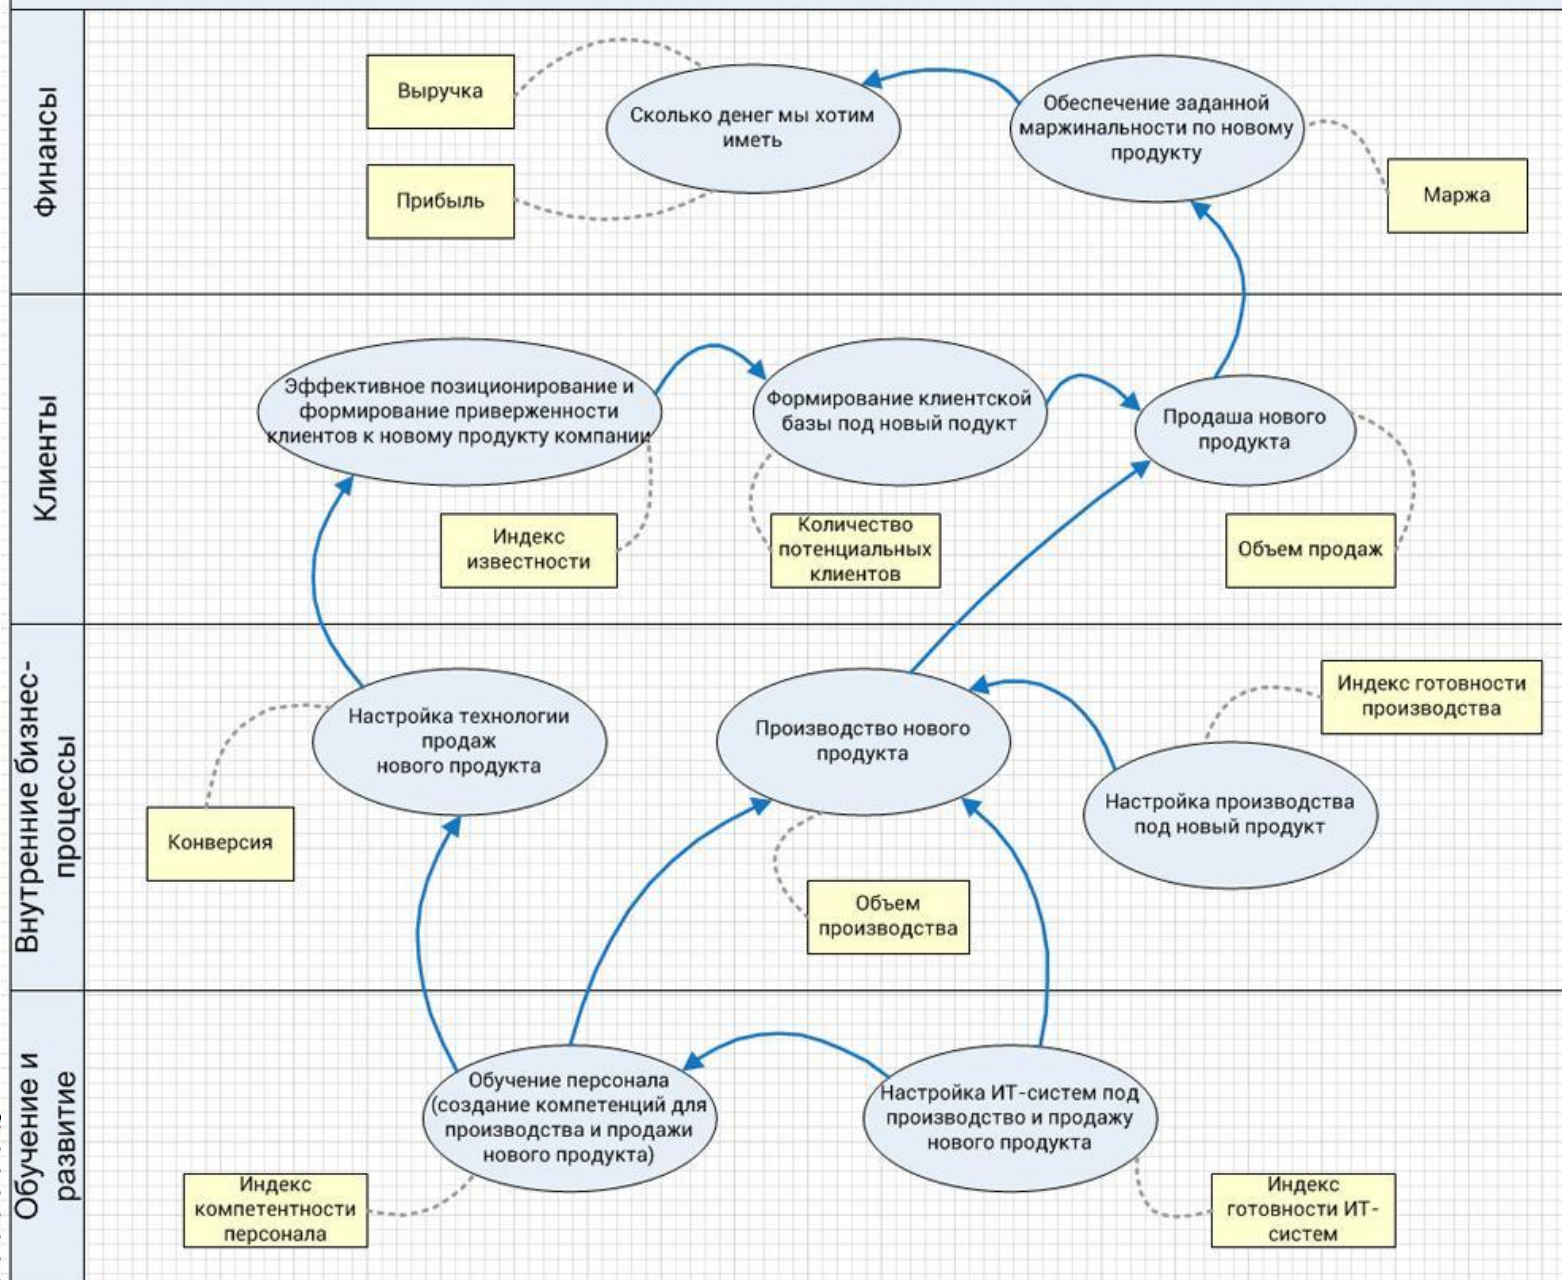 Финансы
Выручка
Прибыль
Сколько денег мы хотим
иметь
Обеспечение заданной
маржинальности по новому
продукту
Маржа
Клиенты
Эффективное позиционирование и
формирование приверженности
клиентов к новому продукту компании
Индекс
известности
Формирование клиентской
базы под новый подукт
Количество
потенциальных
клиентов
Продаша нового
продукта
Объем продаж
Внутренние бизнес-
процессы
Настройка технологии
продаж
нового продукта
Конверсия
Производство нового
продукта
Объем
производства
Индекс готовности
производства
Настройка производства
под новый продукт
Обучение и
развитие
Обучение персонала
(создание компетенций для
производства и продажи
нового продукта)
Индекс
компетентности
персонала
Настройка ИТ-систем под
производство и продажу
нового продукта
Индекс
готовности ИТ-
систем